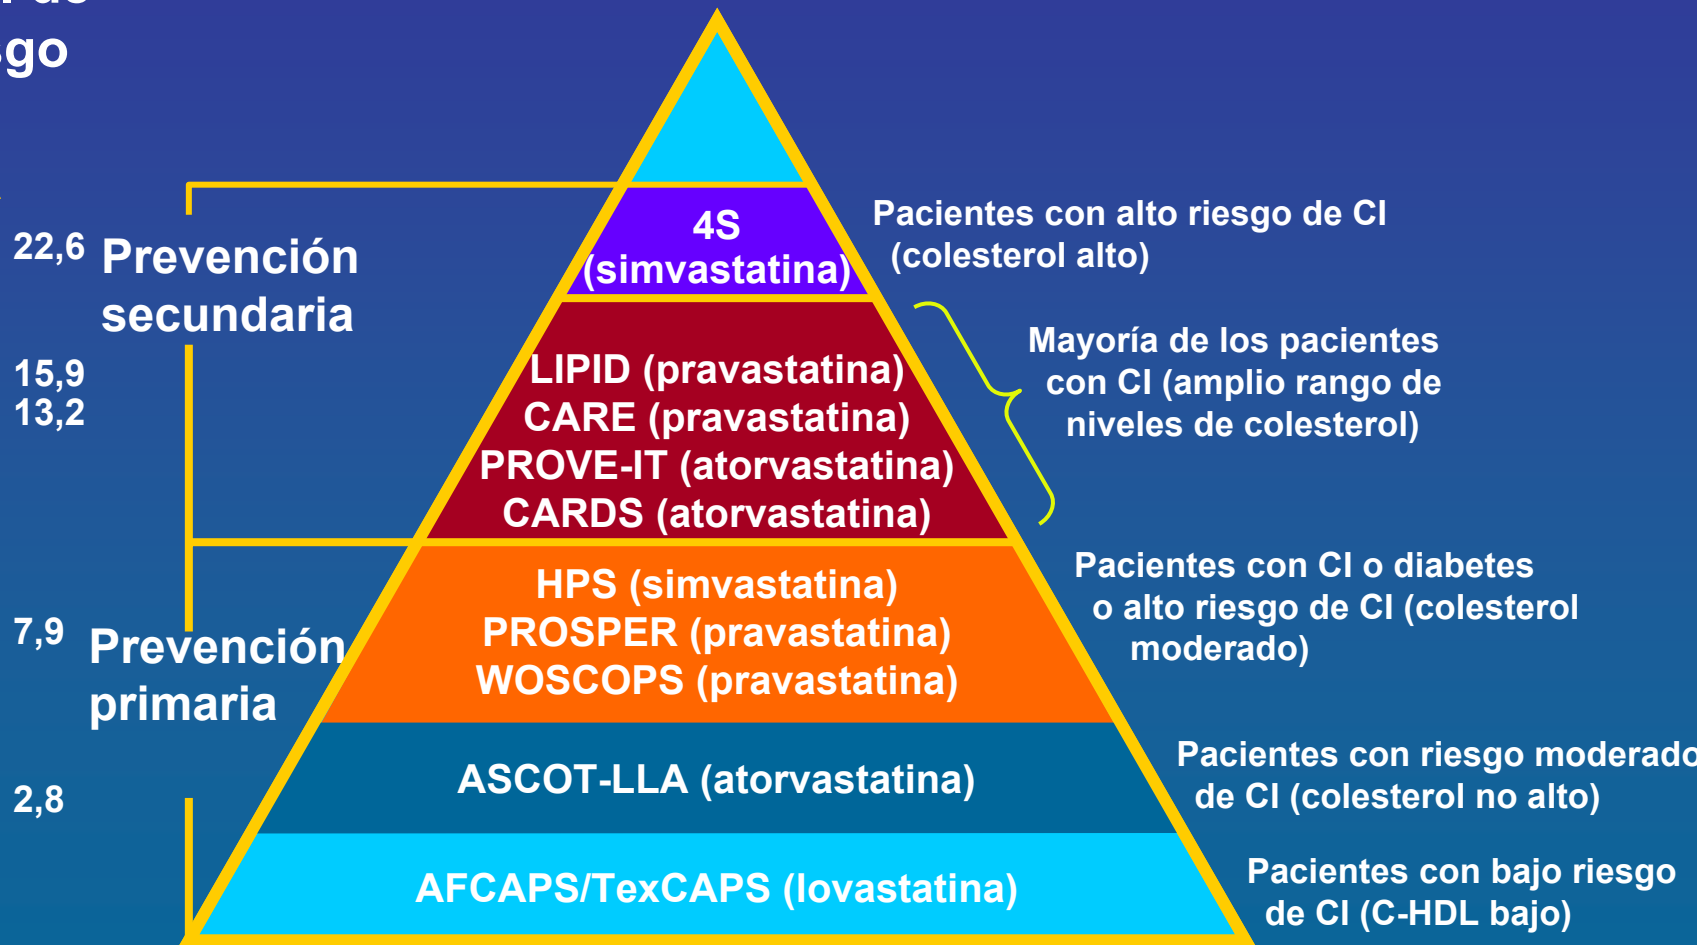 sgo
22,6
Prevención
secundaria
15,9
13,2
7,9
Prevención
primaria
2,8
4S
(simvastatina)
LIPID (pravastatina)
CARE (pravastatina)
PROVE-IT (atorvastatina)
CARDS (atorvastatina)
HPS (simvastatina)
PROSPER (pravastatina)
WOSCOPS (pravastatina)
ASCOT-LLA (atorvastatina)
AFCAPS/TexCAPS (lovastatina)
Pacientes con alto riesgo de CI
(colesterol alto)
Mayoría de los pacientes
con CI (amplio rango de
niveles de colesterol)
Pacientes con CI o diabetes
o alto riesgo de CI (colesterol
moderado)
Pacientes con riesgo moderado
de CI (colesterol no alto)
Pacientes con bajo riesgo
de CI (C-HDL bajo)